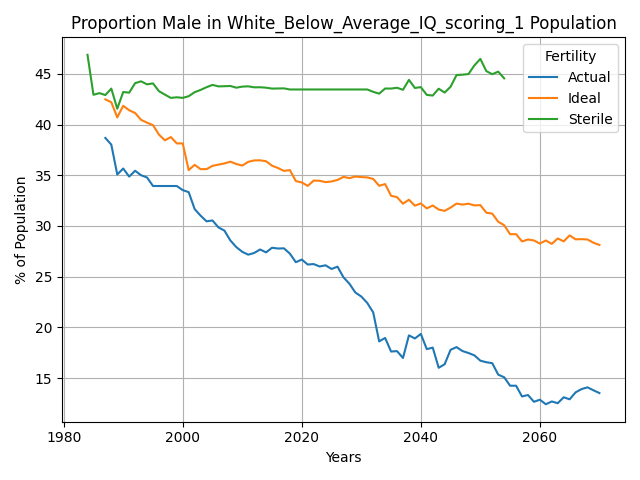 Proportion Male in White_Below_Average_IQ_scoring_1 Population
Fertility
Actual
Ideal
Sterile
% of Population
45
40
35
30
25
20
15
1980
2000
2020
2040
2060
Years